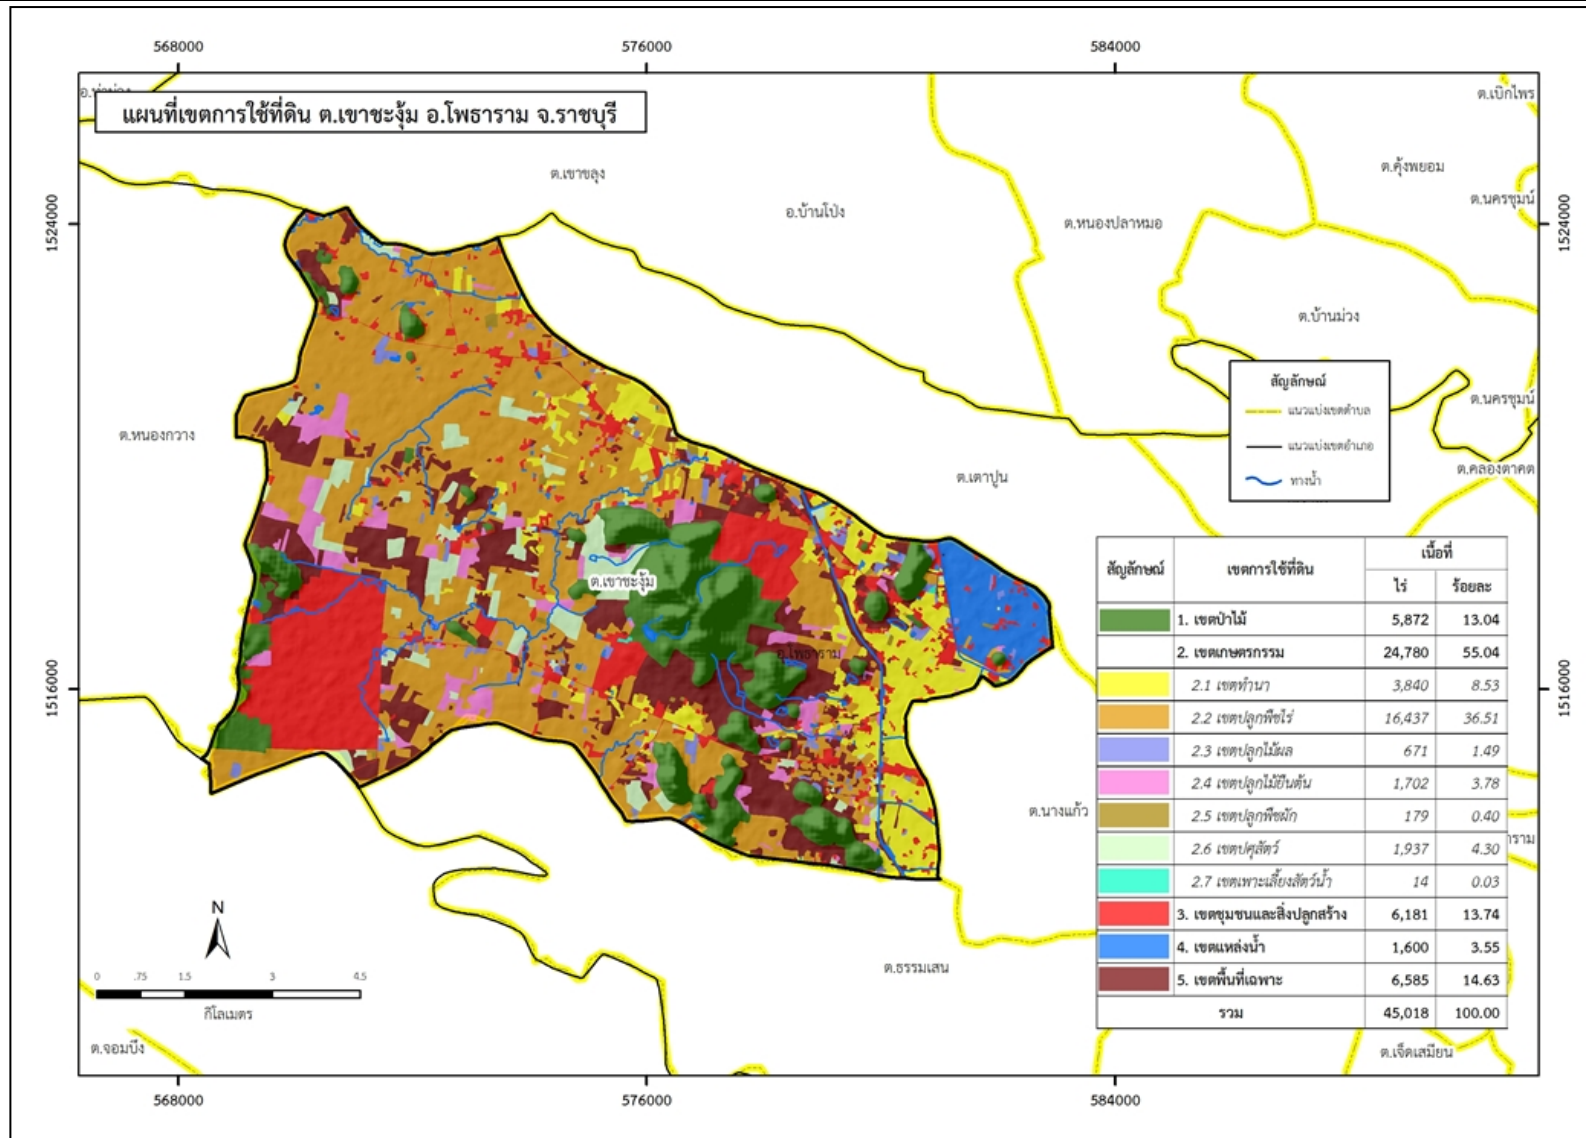 568000
576000
584000
แผนที่เขตการใช้ที่ดิน ต.เขาชะงุ้ม อ.โพธาราม จ.ราชบุรี
ต.เบิกไพร
ต.เขาขลุง
ต.คุ้งพยอม
ต.นครชุมน์
อ.บ้านโป่ง
ต.หนองปลาหมอ
1524000
1524000
ต.บ้านม่วง
สัญลักษณ์
แนวแบ่งเขตตำบล
แนวแบ่งเขตอำเภอ
ทางน้ำ
ต.นครชุมน์
ต.หนองกวาง
ต.เตาปูน
ต.คลองตาคต
ต.เขาชะงุ้ม
อ.โพธาราม
สัญลักษณ์ เขตการใช้ที่ดิน เนื้อที่
ไร่ ร้อยละ
1. เขตป่าไม้ 5,872 13.04
2. เขตเกษตรกรรม 24,780 55.04
2.1 เขตทำนา 3,840 8.53
2.2 เขตปลูกพืชไร่ 16,437 36.51
2.3 เขตปลูกไม้ผล 671 1.49
2.4 เขตปลูกไม้ยืนต้น 1,702 3.78
2.5 เขตปลูกพืชผัก 179 0.40
2.6 เขตปศุสัตว์ 1,937 4.30
2.7 เขตเพาะเลี้ยงสัตว์น้ำ 14 0.03
3. เขตชุมชนและสิ่งปลูกสร้าง 6,181 13.74
4. เขตแหล่งน้ำ 1,600 3.55
5. เขตพื้นที่เฉพาะ 6,585 14.63
รวม 45,018 100.00
1516000
1516000
ต.นางแก้ว
ต.ธรรมเสน
N
0 .75 1.5 3 4.5
กิโลเมตร
ต.จอมบึง
ต.เจ็ดเสมียน
568000
576000
584000